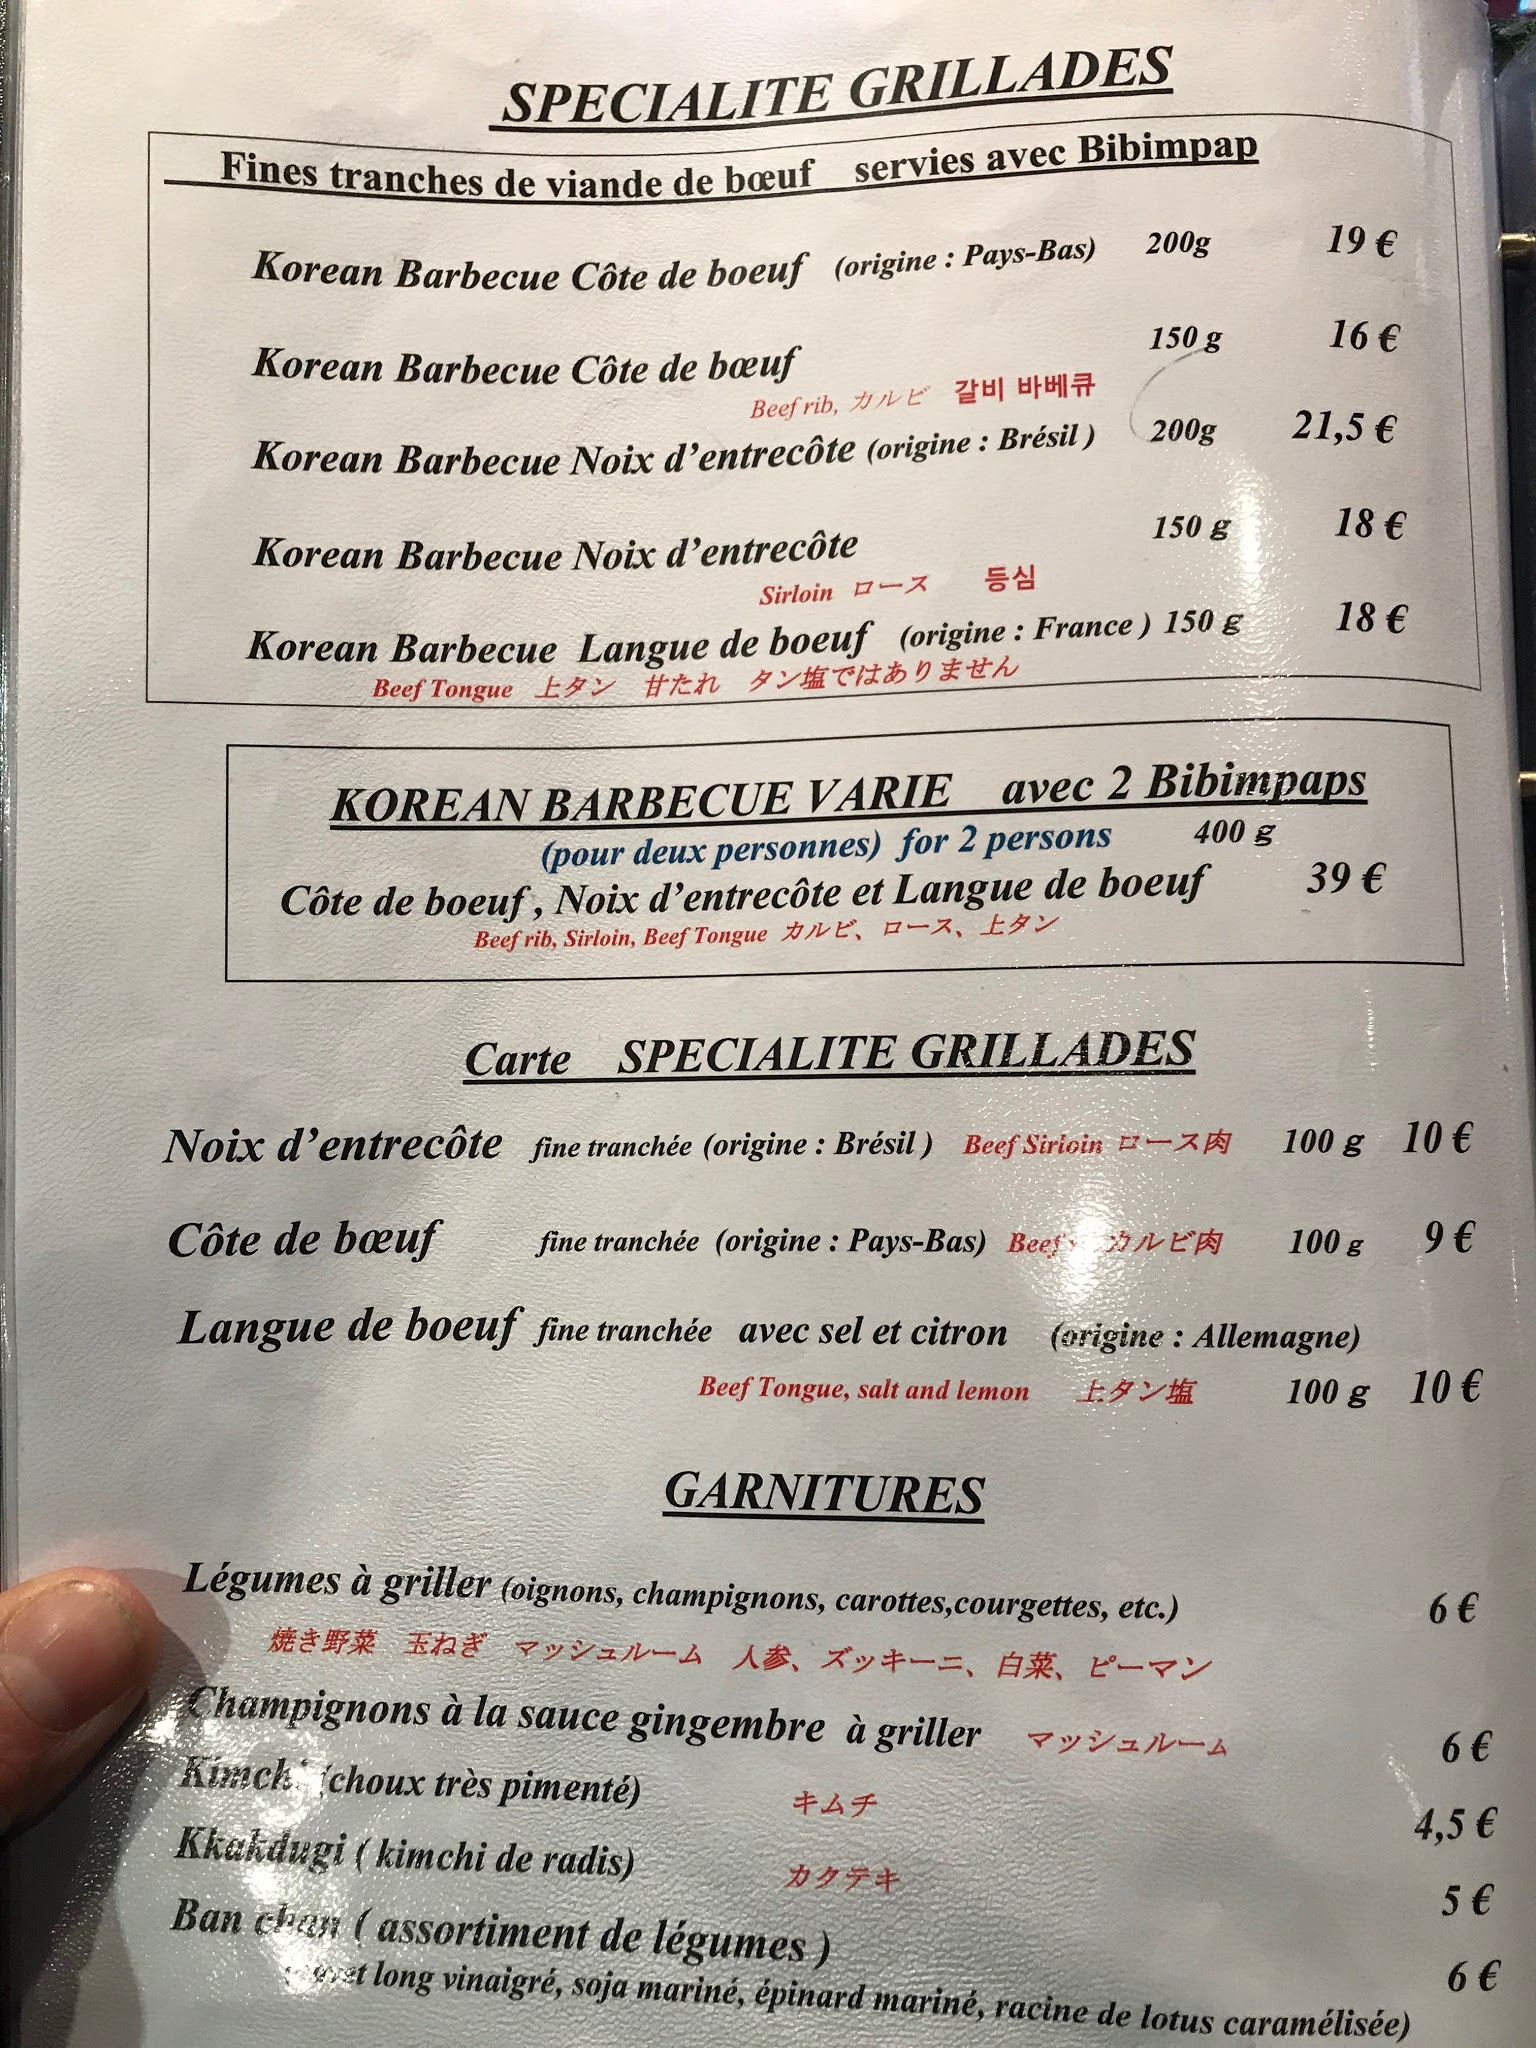 SPECIALITE GRILLADES
Fines tranches de viande de bœuf servies avec Bibimpap
Korean Barbecue Côte de boeuf (origine : Pays-Bas) 200g 19 €
Korean Barbecue Côte de bœuf 150 g 16 €
Beef rib, カルビ 갈비 바베큐
Korean Barbecue Noix d’entrecôte (origine : Brésil ) 200g 21,5 €
Korean Barbecue Noix d’entrecôte 150 g 18 €
Sirloin ロース 등심
Korean Barbecue Langue de boeuf (origine : France ) 150 g 18 €
Beef Tongue 上タン 甘たれ タン塩ではありません
KOREAN BARBECUE VARIE avec 2 Bibimpaps
(pour deux personnes) for 2 persons 400 g
Côte de boeuf , Noix d’entrecôte et Langue de boeuf 39 €
Beef rib, Sirloin, Beef Tongue カルビ、ロース、上タン
Carte SPECIALITE GRILLADES
Noix d’entrecôte fine tranchée (origine : Brésil ) Beef Sirloin ロース肉 100 g 10 €
Côte de bœuf fine tranchée (origine : Pays-Bas) Beef カルビ肉 100 g 9 €
Langue de boeuf fine tranchée avec sel et citron (origine : Allemagne)
Beef Tongue, salt and lemon 上タン塩 100 g 10 €
GARNITURES
Légumes à griller (oignons, champignons, carottes,courgettes, etc.) 6 €
焼き野菜 玉ねぎ マッシュルーム 人参、ズッキーニ、白菜、ピーマン
Champignons à la sauce gingembre à griller マッシュルーム 6 €
Kimchi (choux très pimenté) キムチ 4,5 €
Kkakdugi ( kimchi de radis) カクテキ 5 €
Ban chan ( assortiment de légumes ) 6 €
long vinaigré, soja mariné, épinard mariné, racine de lotus caramélisée)